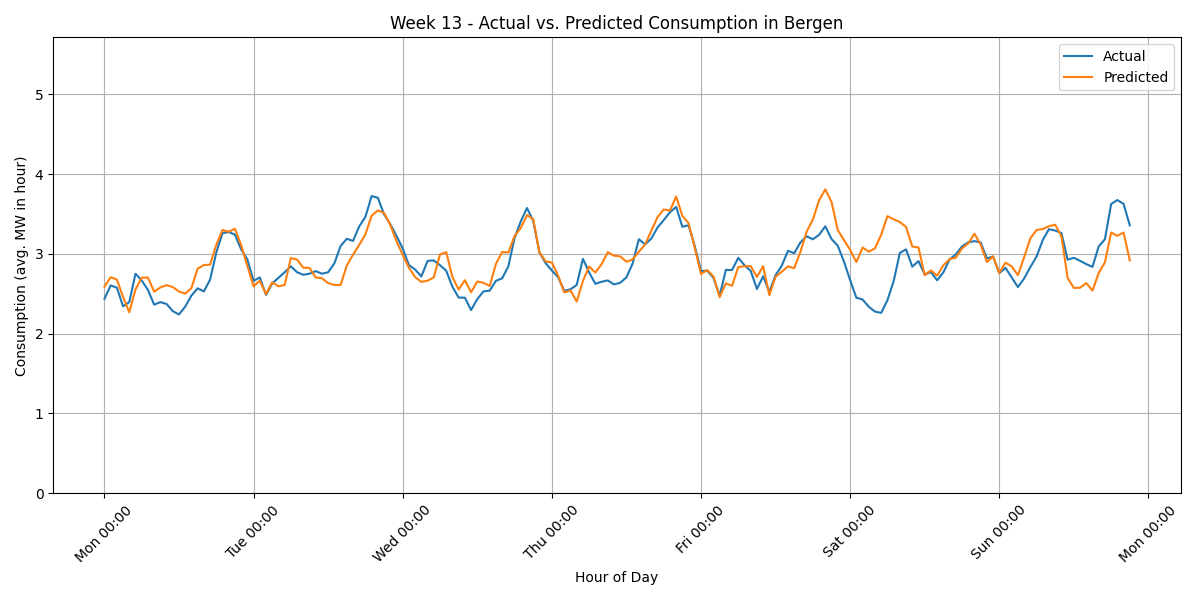 Week 13 - Actual vs. Predicted Consumption in Bergen
Actual
Predicted
Consumption (avg. MW in hour)
5
4
3
2
1
0
Mon 00:00
Tue 00:00
Wed 00:00
Thu 00:00
Fri 00:00
Sat 00:00
Sun 00:00
Mon 00:00
Hour of Day